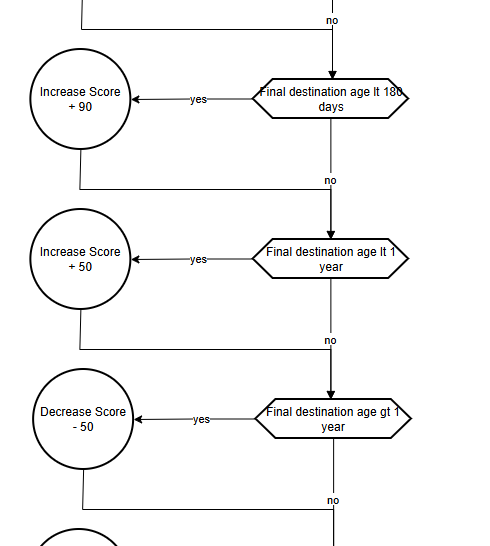 no
Increase Score
+ 90
yes
Final destination age lt 180
days
no
Increase Score
+ 50
yes
Final destination age lt 1
year
no
Decrease Score
- 50
yes
Final destination age gt 1
year
no